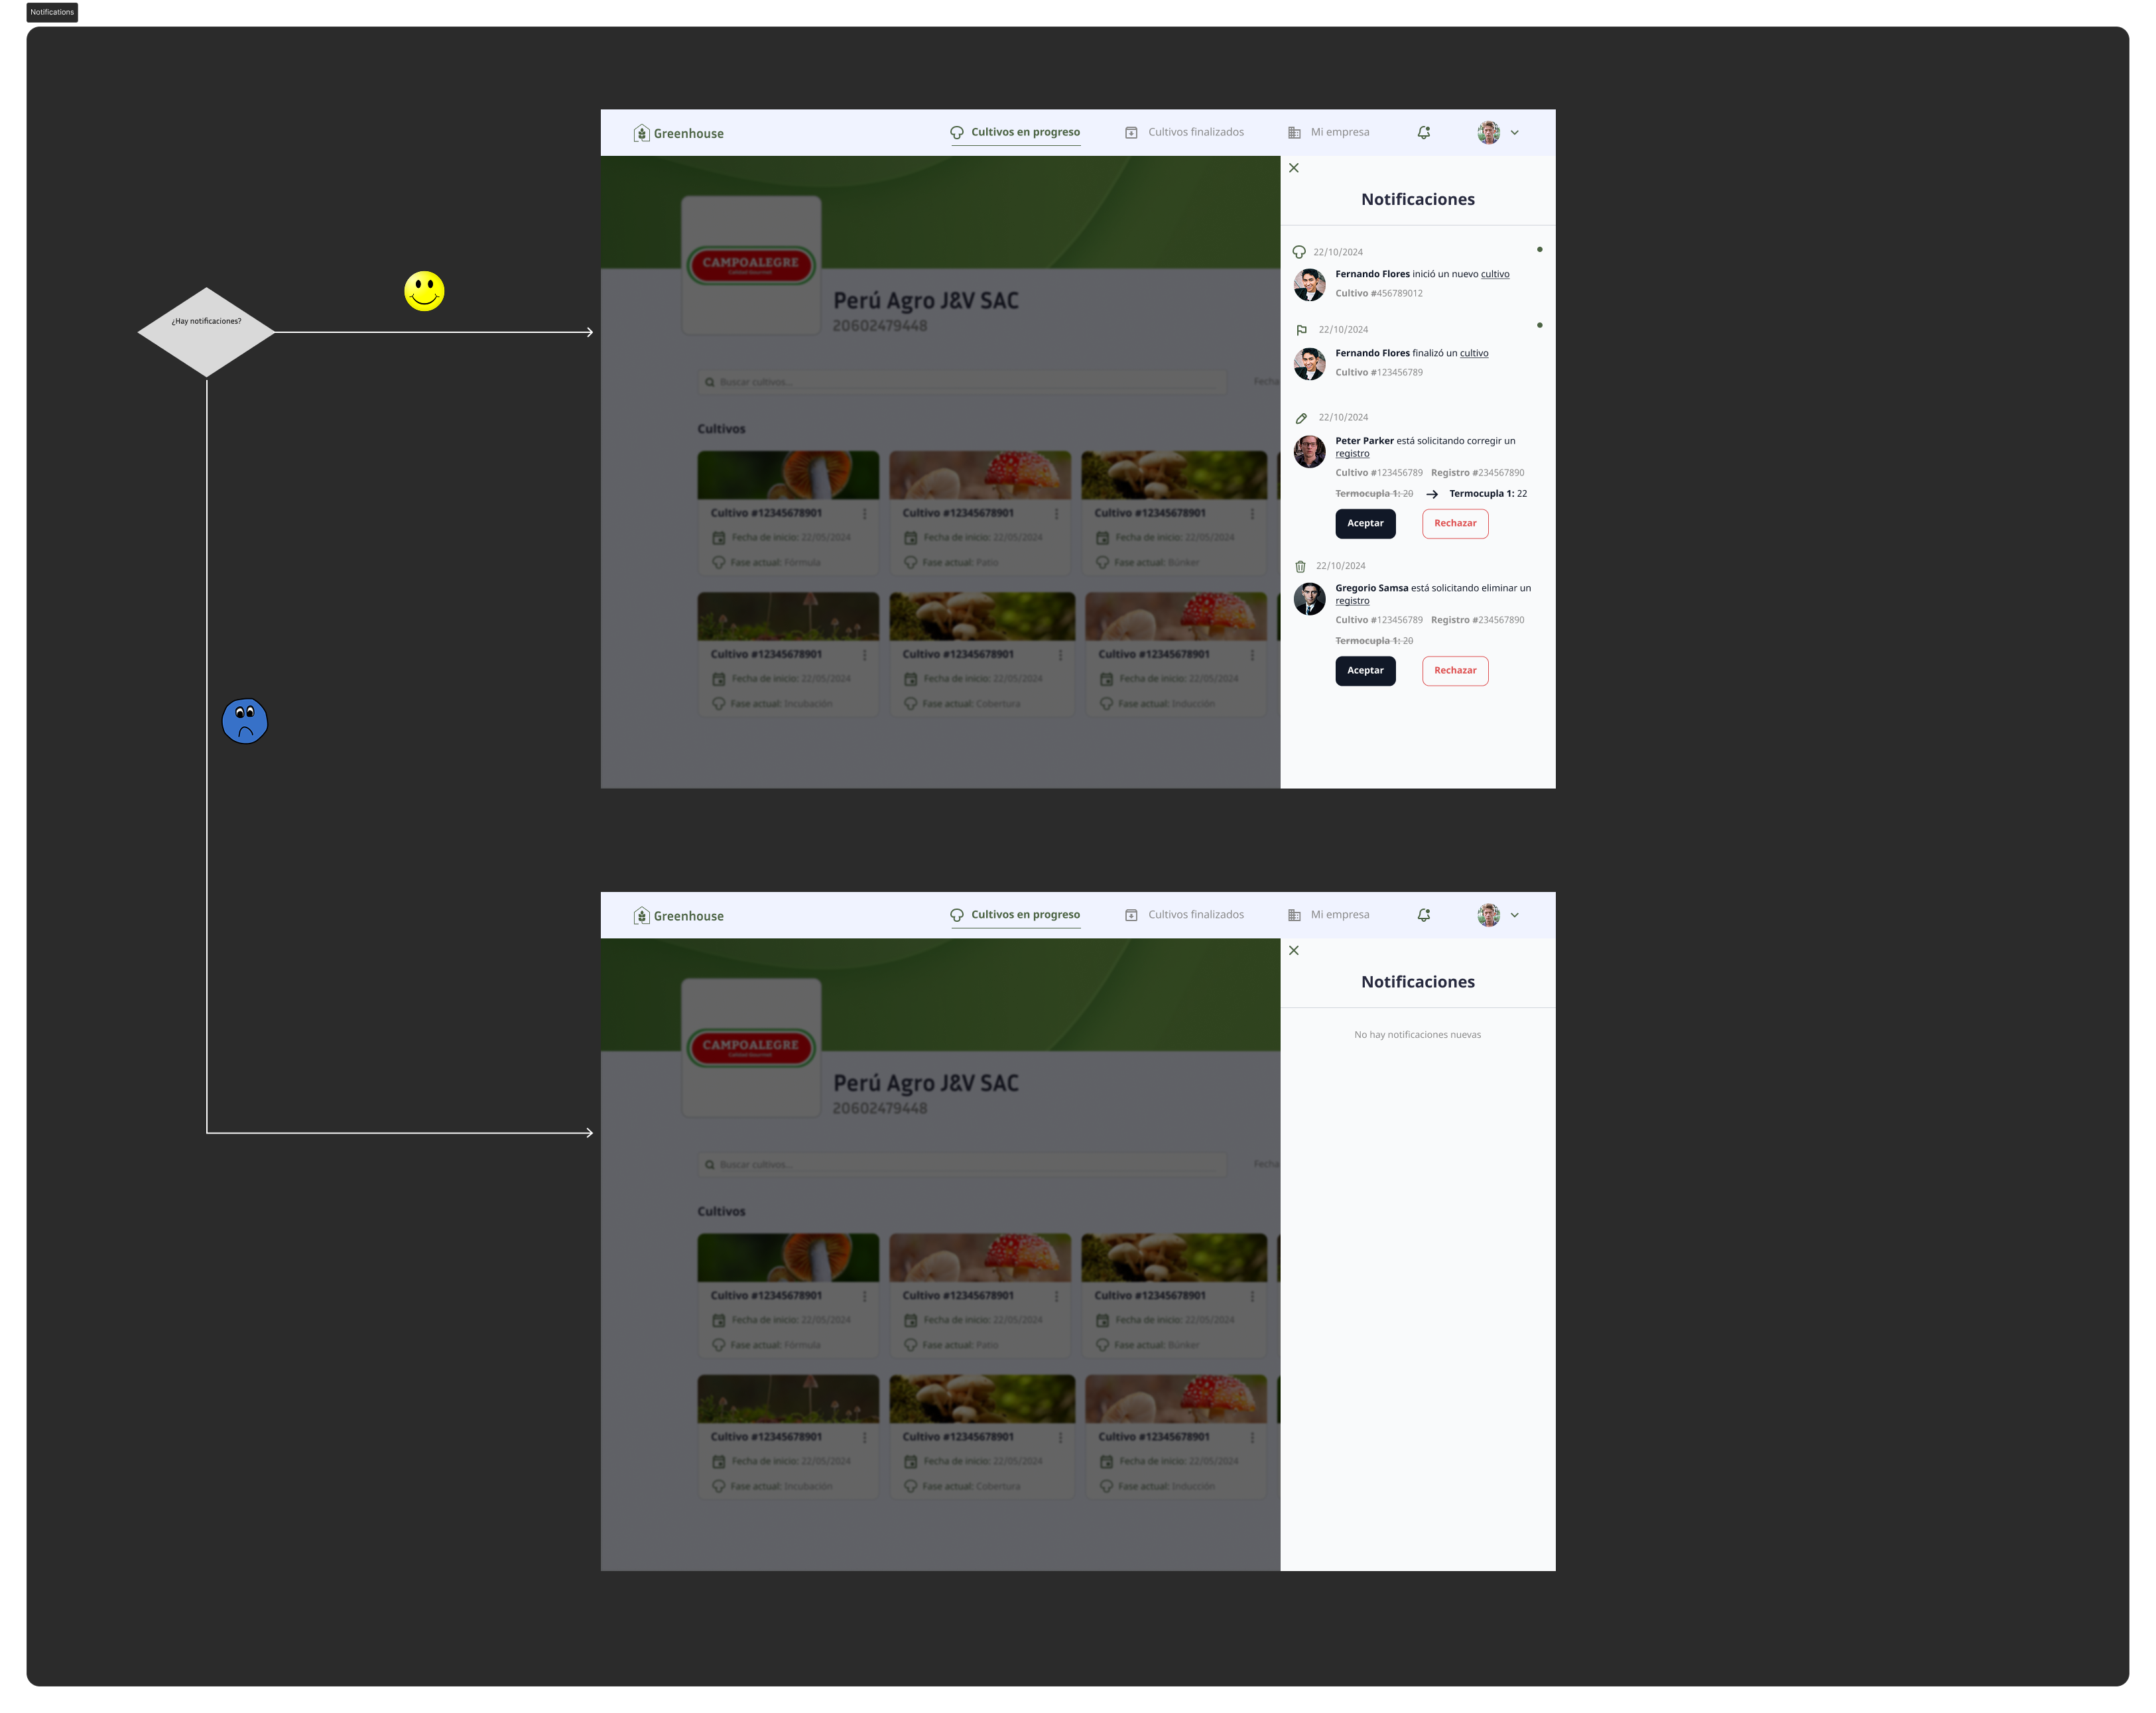 Notifications
¿Hay notificaciones?
Greenhouse
Cultivos en progreso
Cultivos finalizados
Mi empresa
CAMPOALEGRE
Calidad Gourmet
Perú Agro J&V SAC
20602479448
Buscar cultivos...
Fecha
Cultivos
Cultivo #12345678901
Fecha de inicio: 22/05/2024
Fase actual: Fórmula
Cultivo #12345678901
Fecha de inicio: 22/05/2024
Fase actual: Patio
Cultivo #12345678901
Fecha de inicio: 22/05/2024
Fase actual: Búnker
Cultivo #12345678901
Fecha de inicio: 22/05/2024
Fase actual: Incubación
Cultivo #12345678901
Fecha de inicio: 22/05/2024
Fase actual: Cobertura
Cultivo #12345678901
Fecha de inicio: 22/05/2024
Fase actual: Inducción
Notificaciones
22/10/2024
Fernando Flores inició un nuevo cultivo
Cultivo #456789012
22/10/2024
Fernando Flores finalizó un cultivo
Cultivo #123456789
22/10/2024
Peter Parker está solicitando corregir un
registro
Cultivo #123456789 Registro #234567890
Termocupla 1: 20 → Termocupla 1: 22
Aceptar
Rechazar
22/10/2024
Gregorio Samsa está solicitando eliminar un
registro
Cultivo #123456789 Registro #234567890
Termocupla 1: 20
Aceptar
Rechazar
Greenhouse
Cultivos en progreso
Cultivos finalizados
Mi empresa
CAMPOALEGRE
Calidad Gourmet
Perú Agro J&V SAC
20602479448
Buscar cultivos...
Fecha
Cultivos
Cultivo #12345678901
Fecha de inicio: 22/05/2024
Fase actual: Fórmula
Cultivo #12345678901
Fecha de inicio: 22/05/2024
Fase actual: Patio
Cultivo #12345678901
Fecha de inicio: 22/05/2024
Fase actual: Búnker
Cultivo #12345678901
Fecha de inicio: 22/05/2024
Fase actual: Incubación
Cultivo #12345678901
Fecha de inicio: 22/05/2024
Fase actual: Cobertura
Cultivo #12345678901
Fecha de inicio: 22/05/2024
Fase actual: Inducción
Notificaciones
No hay notificaciones nuevas